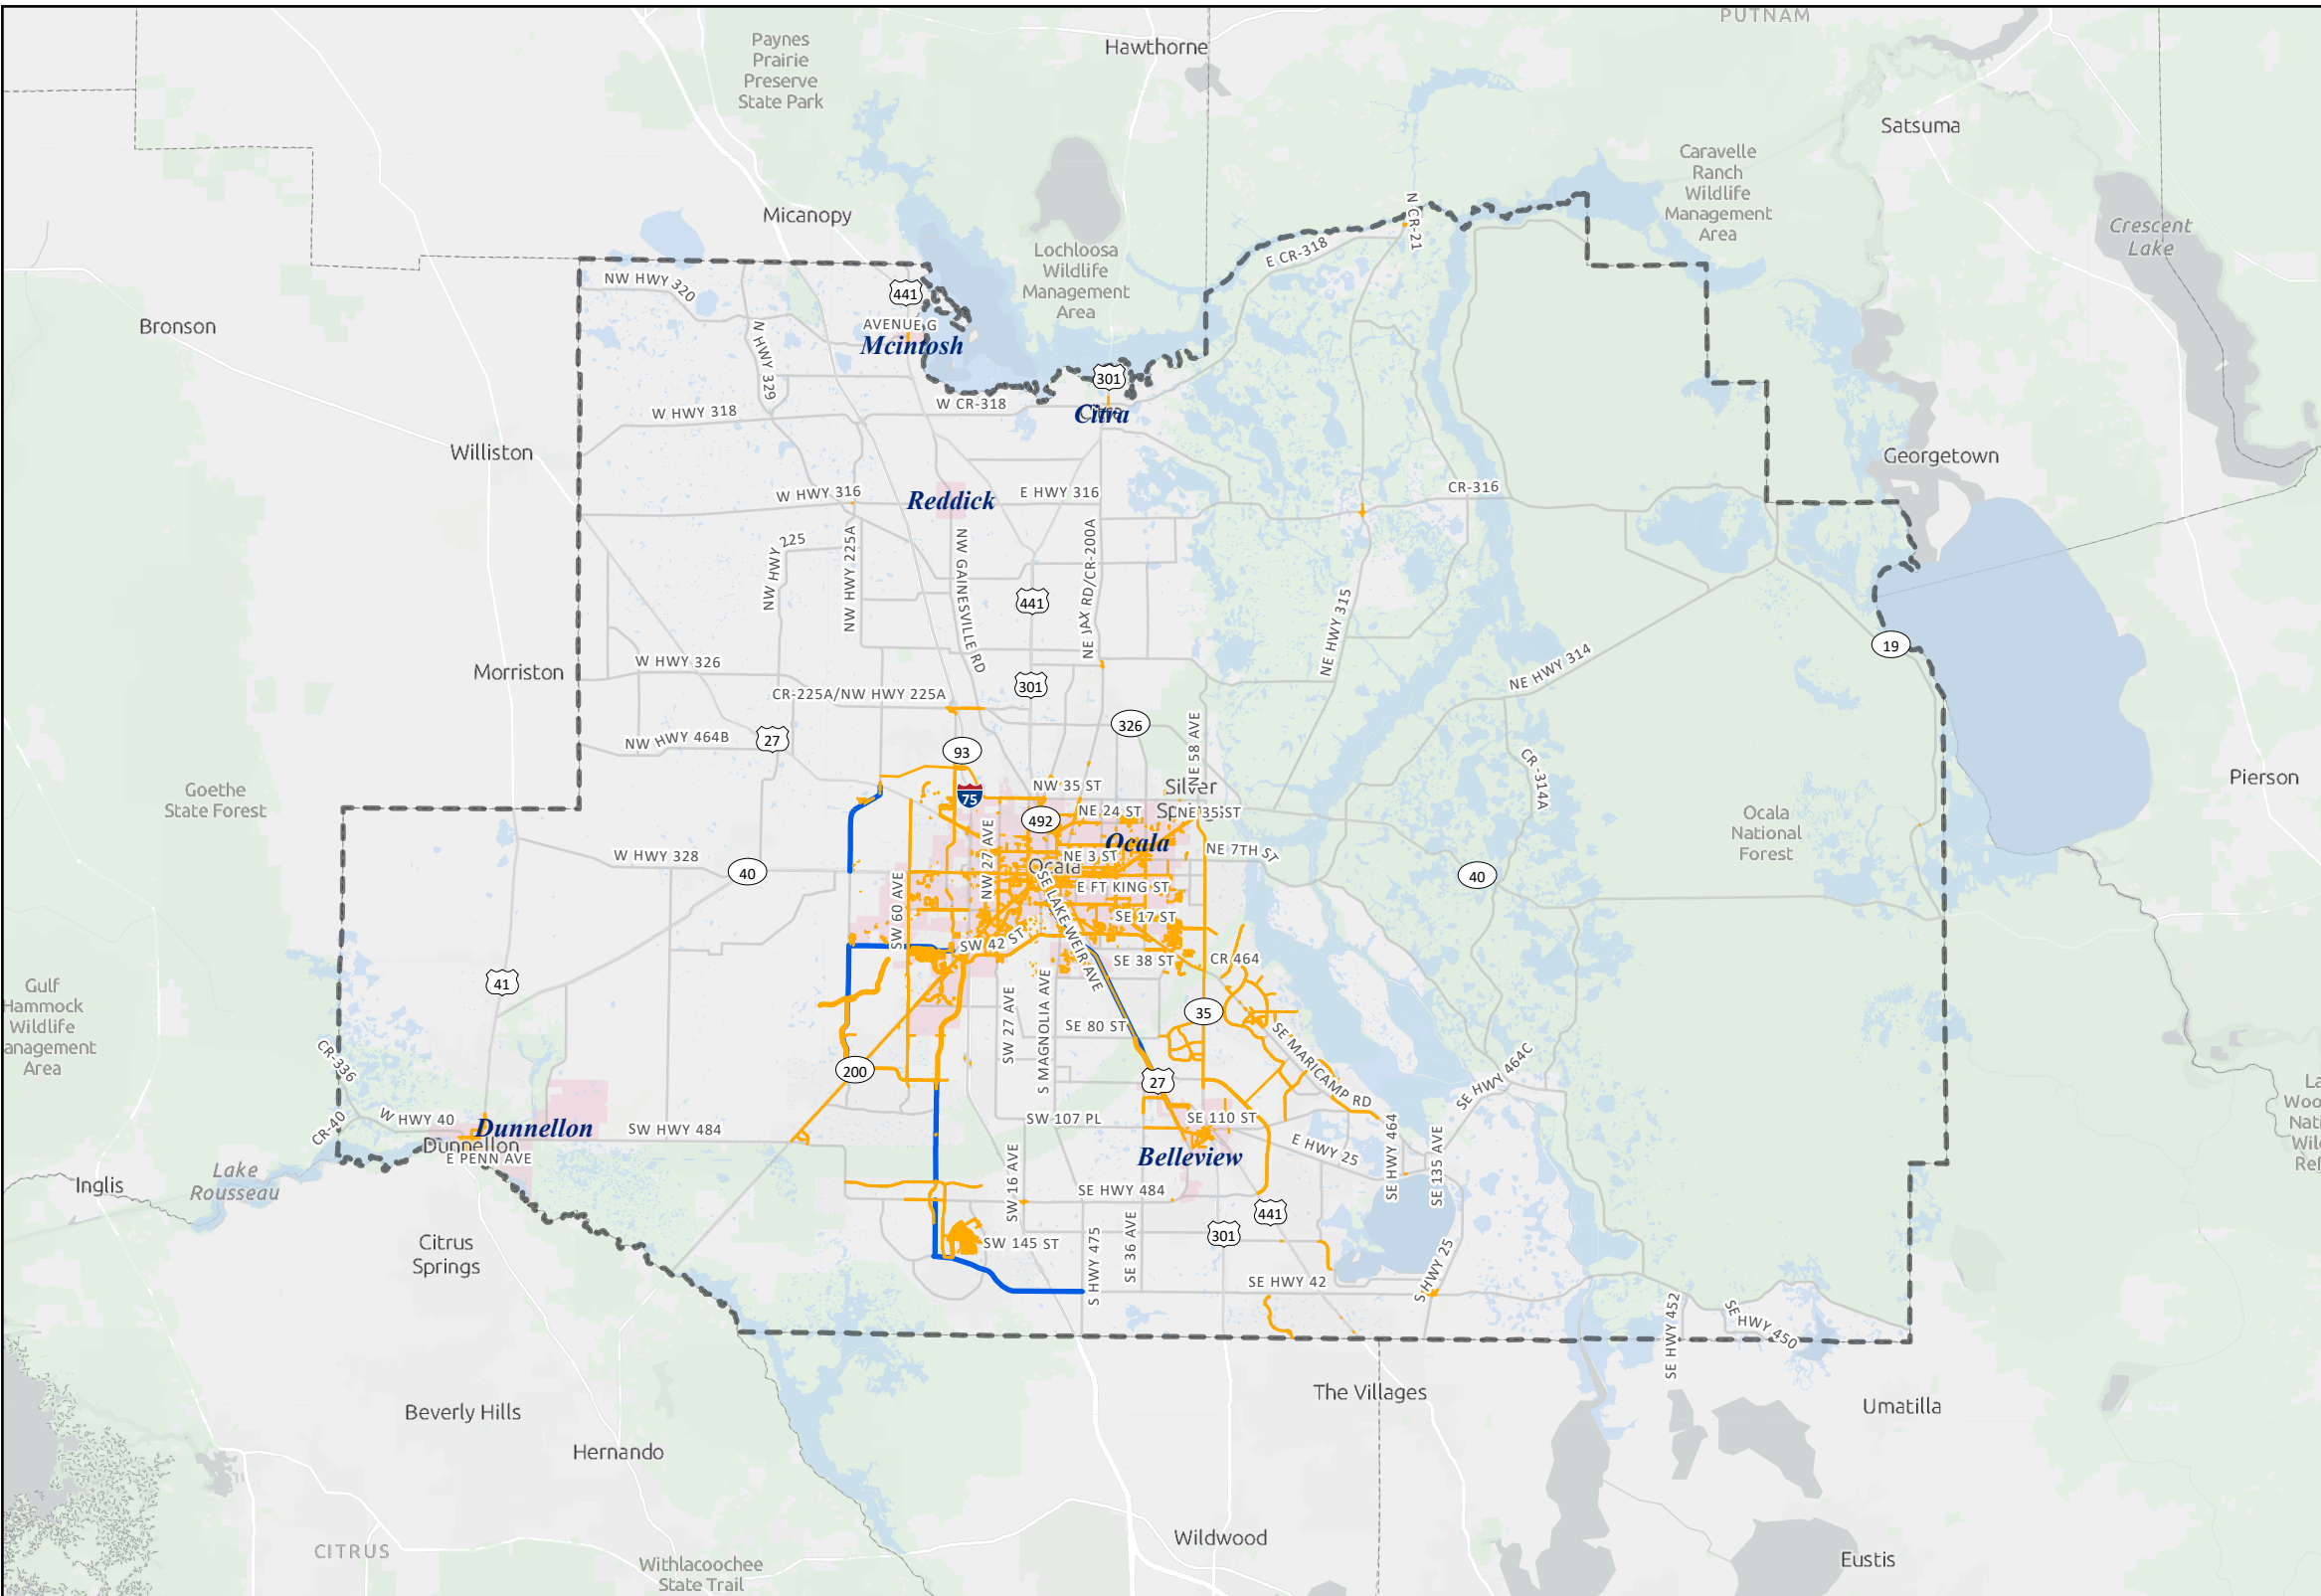 PUTNAM
Hawthorne
Paynes
Prairie
Preserve
State Park
Satsuma
Caravelle
Ranch
Wildlife
Management
Area
Micanopy
N CR-21
Crescent
Lake
Lochloosa
Wildlife
Management
Area
E CR-318
NW HWY 320
441
Bronson
AVENUE G
Mcintosh
N HWY 329
301
W CR-318
W HWY 318
Citra
Williston
Georgetown
W HWY 316
Reddick
E HWY 316
CR-316
NW HWY 225
NW HWY 225A
NW GAINESVILLE RD
NE JAX RD/CR-200A
441
NE HWY 315
19
W HWY 326
Morriston
NE HWY 314
CR-225A/NW HWY 225A
301
326
NE 58 AVE
NW HWY 464B
27
93
CR-314A
Pierson
Goethe
State Forest
75
NW 35 ST
Silver
NE 24 ST
NE 35 ST
492
Ocala
National
Forest
Ocala
NW 27 AVE
NE 3 ST
Ocala
NE 7TH ST
W HWY 328
40
40
SW 60 AVE
SE LAKE WEIR AVE
E FT KING ST
SE 17 ST
SW 42 ST
SE 38 ST
CR 464
41
Gulf
Hammock
Wildlife
anagement
Area
SW 27 AVE
S MAGNOLIA AVE
35
SE 80 ST
SE MARICAMP RD
CR-336
200
27
SE HWY 464C
CR-40
W HWY 40
Dunnellon
Dunnellon
E PENN AVE
SW HWY 484
SW 107 PL
SE 110 ST
E HWY 25
Belleview
SE HWY 464
SE 135 AVE
La
Woo
Nati
Wil
Ref
Lake
Rousseau
Inglis
SW 16 AVE
SE HWY 484
441
301
Citrus
Springs
SW 145 ST
S HWY 475
SE 36 AVE
SE HWY 42
S HWY 25
SE HWY 452
SE HWY 450
The Villages
Beverly Hills
Umatilla
Hernando
Wildwood
CITRUS
Withlacoochee
State Trail
Eustis